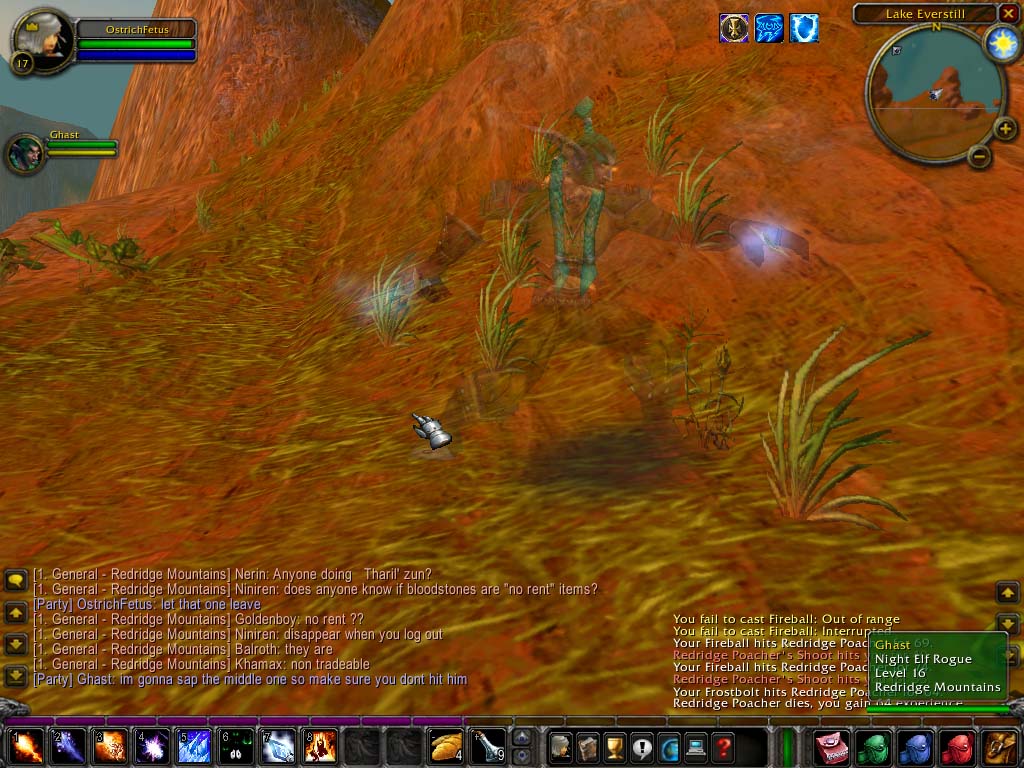 OstrichFetus
17
Ghast
Lake Everstill
N
[1. General - Redridge Mountains] Nerin: Anyone doing Tharil' zun?
[1. General - Redridge Mountains] Niniren: does anyone know if bloodstones are "no rent" items?
[Party] OstrichFetus: let that one leave
[1. General - Redridge Mountains] Goldenboy: no rent ??
[1. General - Redridge Mountains] Niniren: disappear when you log out
[1. General - Redridge Mountains] Balroth: they are
[1. General - Redridge Mountains] Khamax: non tradeable
[Party] Ghast: im gonna sap the middle one so make sure you dont hit him
You fail to cast Fireball: Out of range
You fail to cast Fireball: Interrupted
Your Fireball hits Redridge 69.
Redridge Poacher's Shoot hits
Your Fireball hits Redridge
Redridge Poacher's Shoot hits
Your Frostbolt hits Redridge
Redridge Poacher dies, you gain 64 experience.
Ghast
Night Elf Rogue
Level 16
Redridge Mountains
1 2 3 4 5 6 7 8 4 9